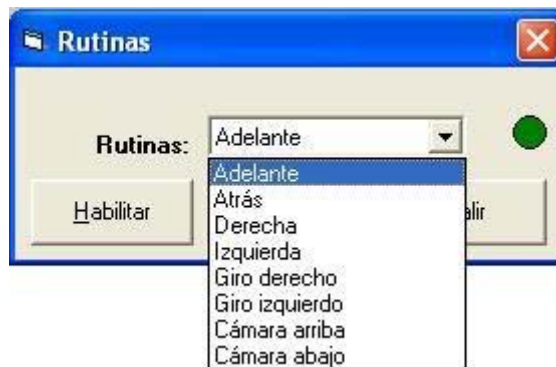 Rutinas
Rutinas: Adelante
Adelante
Atrás
Habilitar
Derecha
Izquierda
Giro derecho
Giro izquierdo
Cámara arriba
Cámara abajo